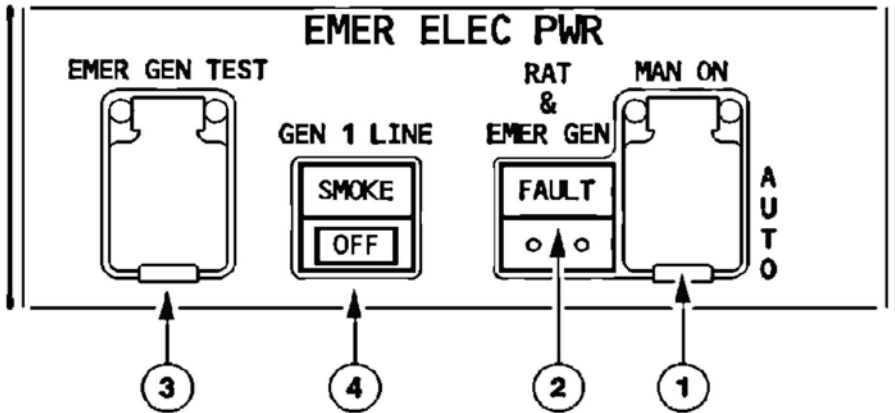 EMER ELEC PWR
EMER GEN TEST
GEN 1 LINE
SMOKE
OFF
RAT
&
EMER GEN
FAULT
MAN ON
AUTO
3
4
2
1